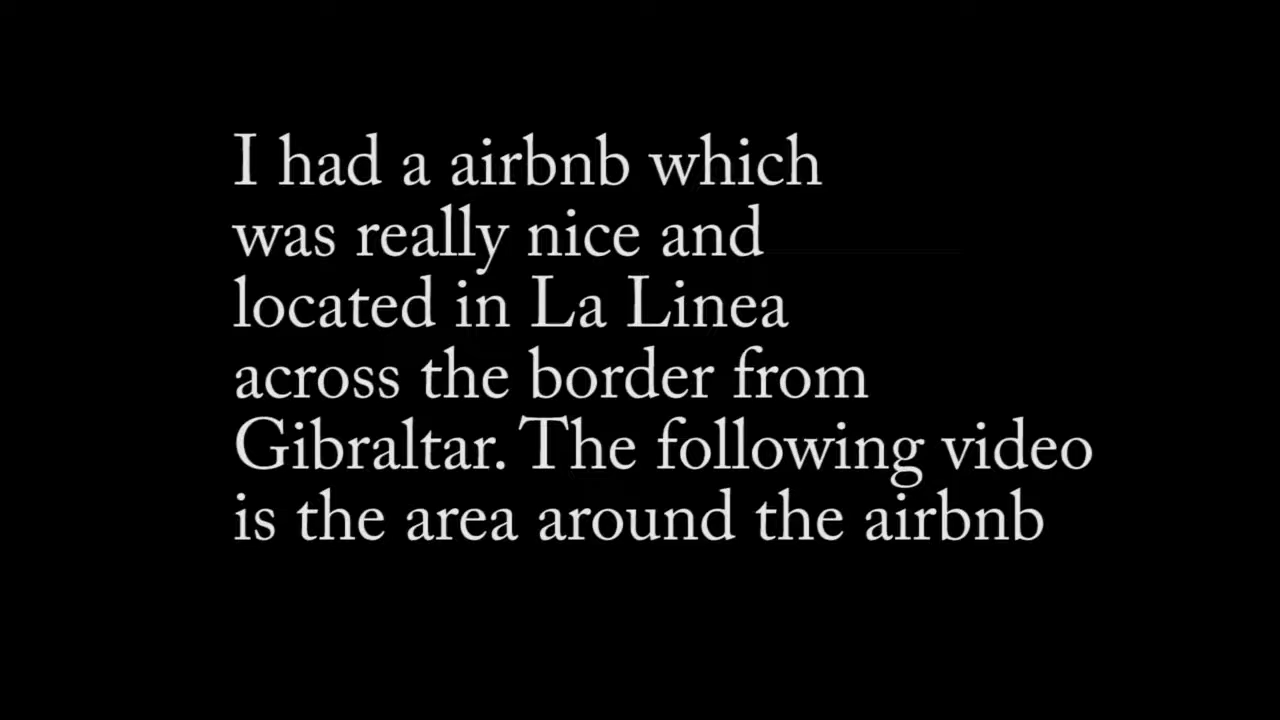 I had a airbnb which
was really nice and
located in La Linea
across the border from
Gibraltar. The following video
is the area around the airbnb